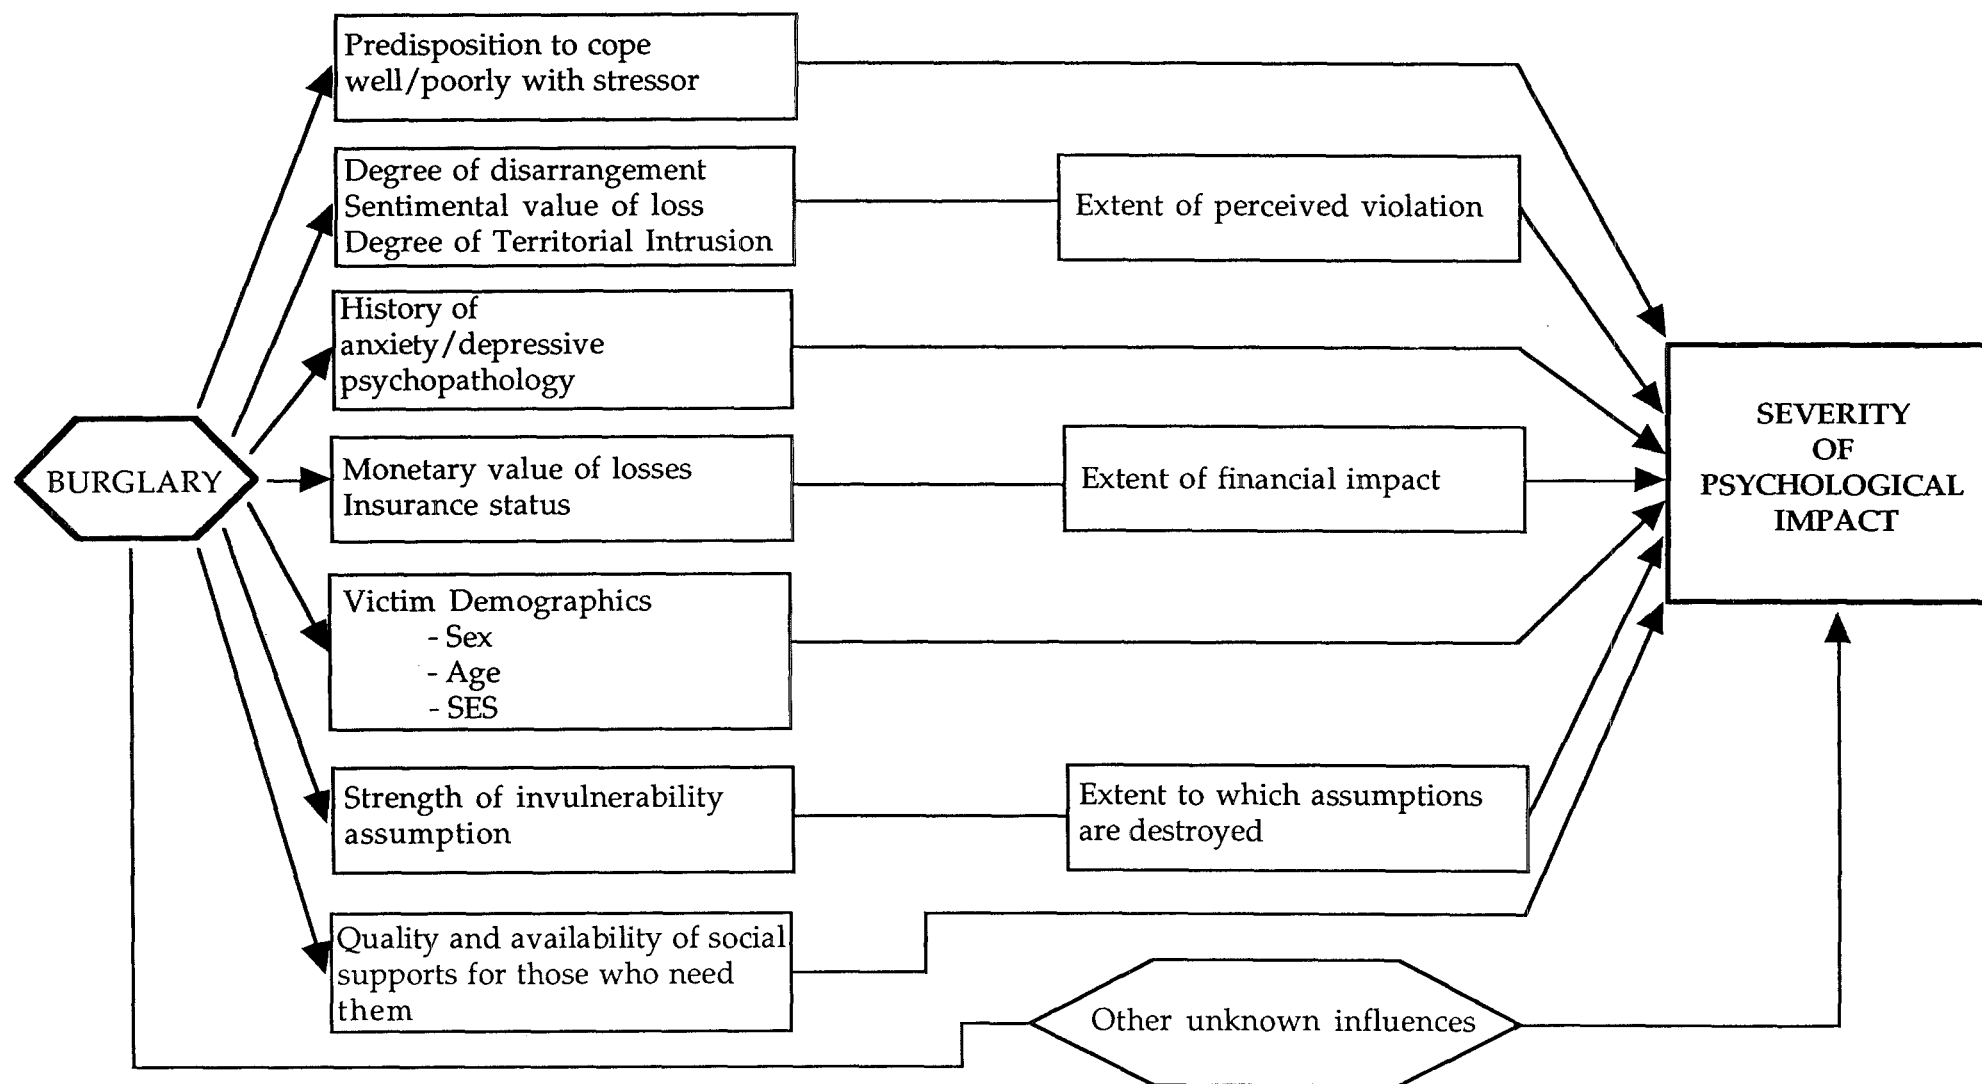 Predisposition to cope
well/poorly with stressor
Degree of disarrangement
Sentimental value of loss
Degree of Territorial Intrusion
Extent of perceived violation
History of
anxiety/depressive
psychopathology
BURGLARY
Monetary value of losses
Insurance status
Extent of financial impact
SEVERITY
OF
PSYCHOLOGICAL
IMPACT
Victim Demographics
- Sex
- Age
- SES
Strength of invulnerability
assumption
Extent to which assumptions
are destroyed
Quality and availability of social
supports for those who need
them
Other unknown influences